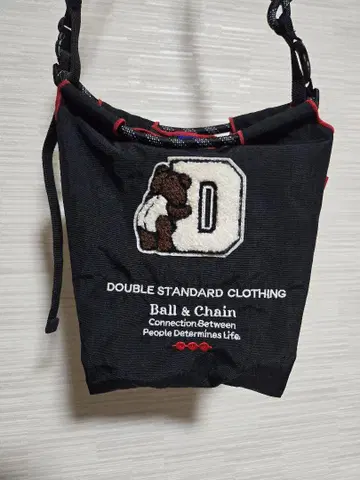 D
DOUBLE STANDARD CLOTHING
Ball & Chain
Connection Between
People Determines Life.